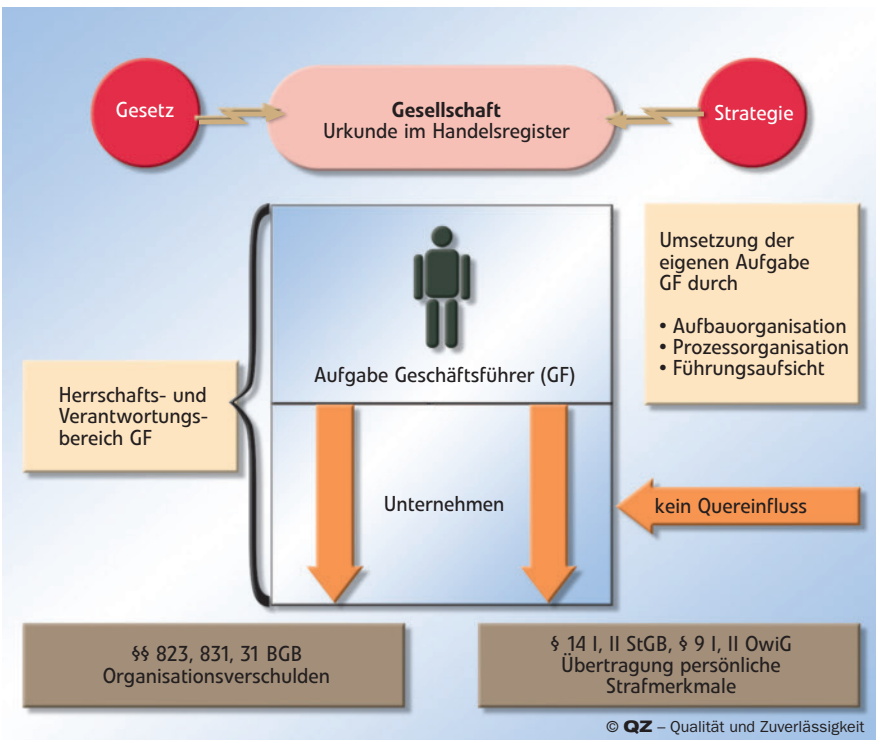 Gesetz
Gesellschaft
Urkunde im Handelsregister
Strategie
Umsetzung der
eigenen Aufgabe
GF durch
• Aufbauorganisation
• Prozessorganisation
• Führungsaufsicht
Aufgabe Geschäftsführer (GF)
Herrschafts- und
Verantwortungs-
bereich GF
Unternehmen
kein Quereinfluss
§§ 823, 831, 31 BGB
Organisationsverschulden
§ 14 I, II StGB, § 9 I, II OwiG
Übertragung persönliche
Strafmerkmale
© QZ – Qualität und Zuverlässigkeit